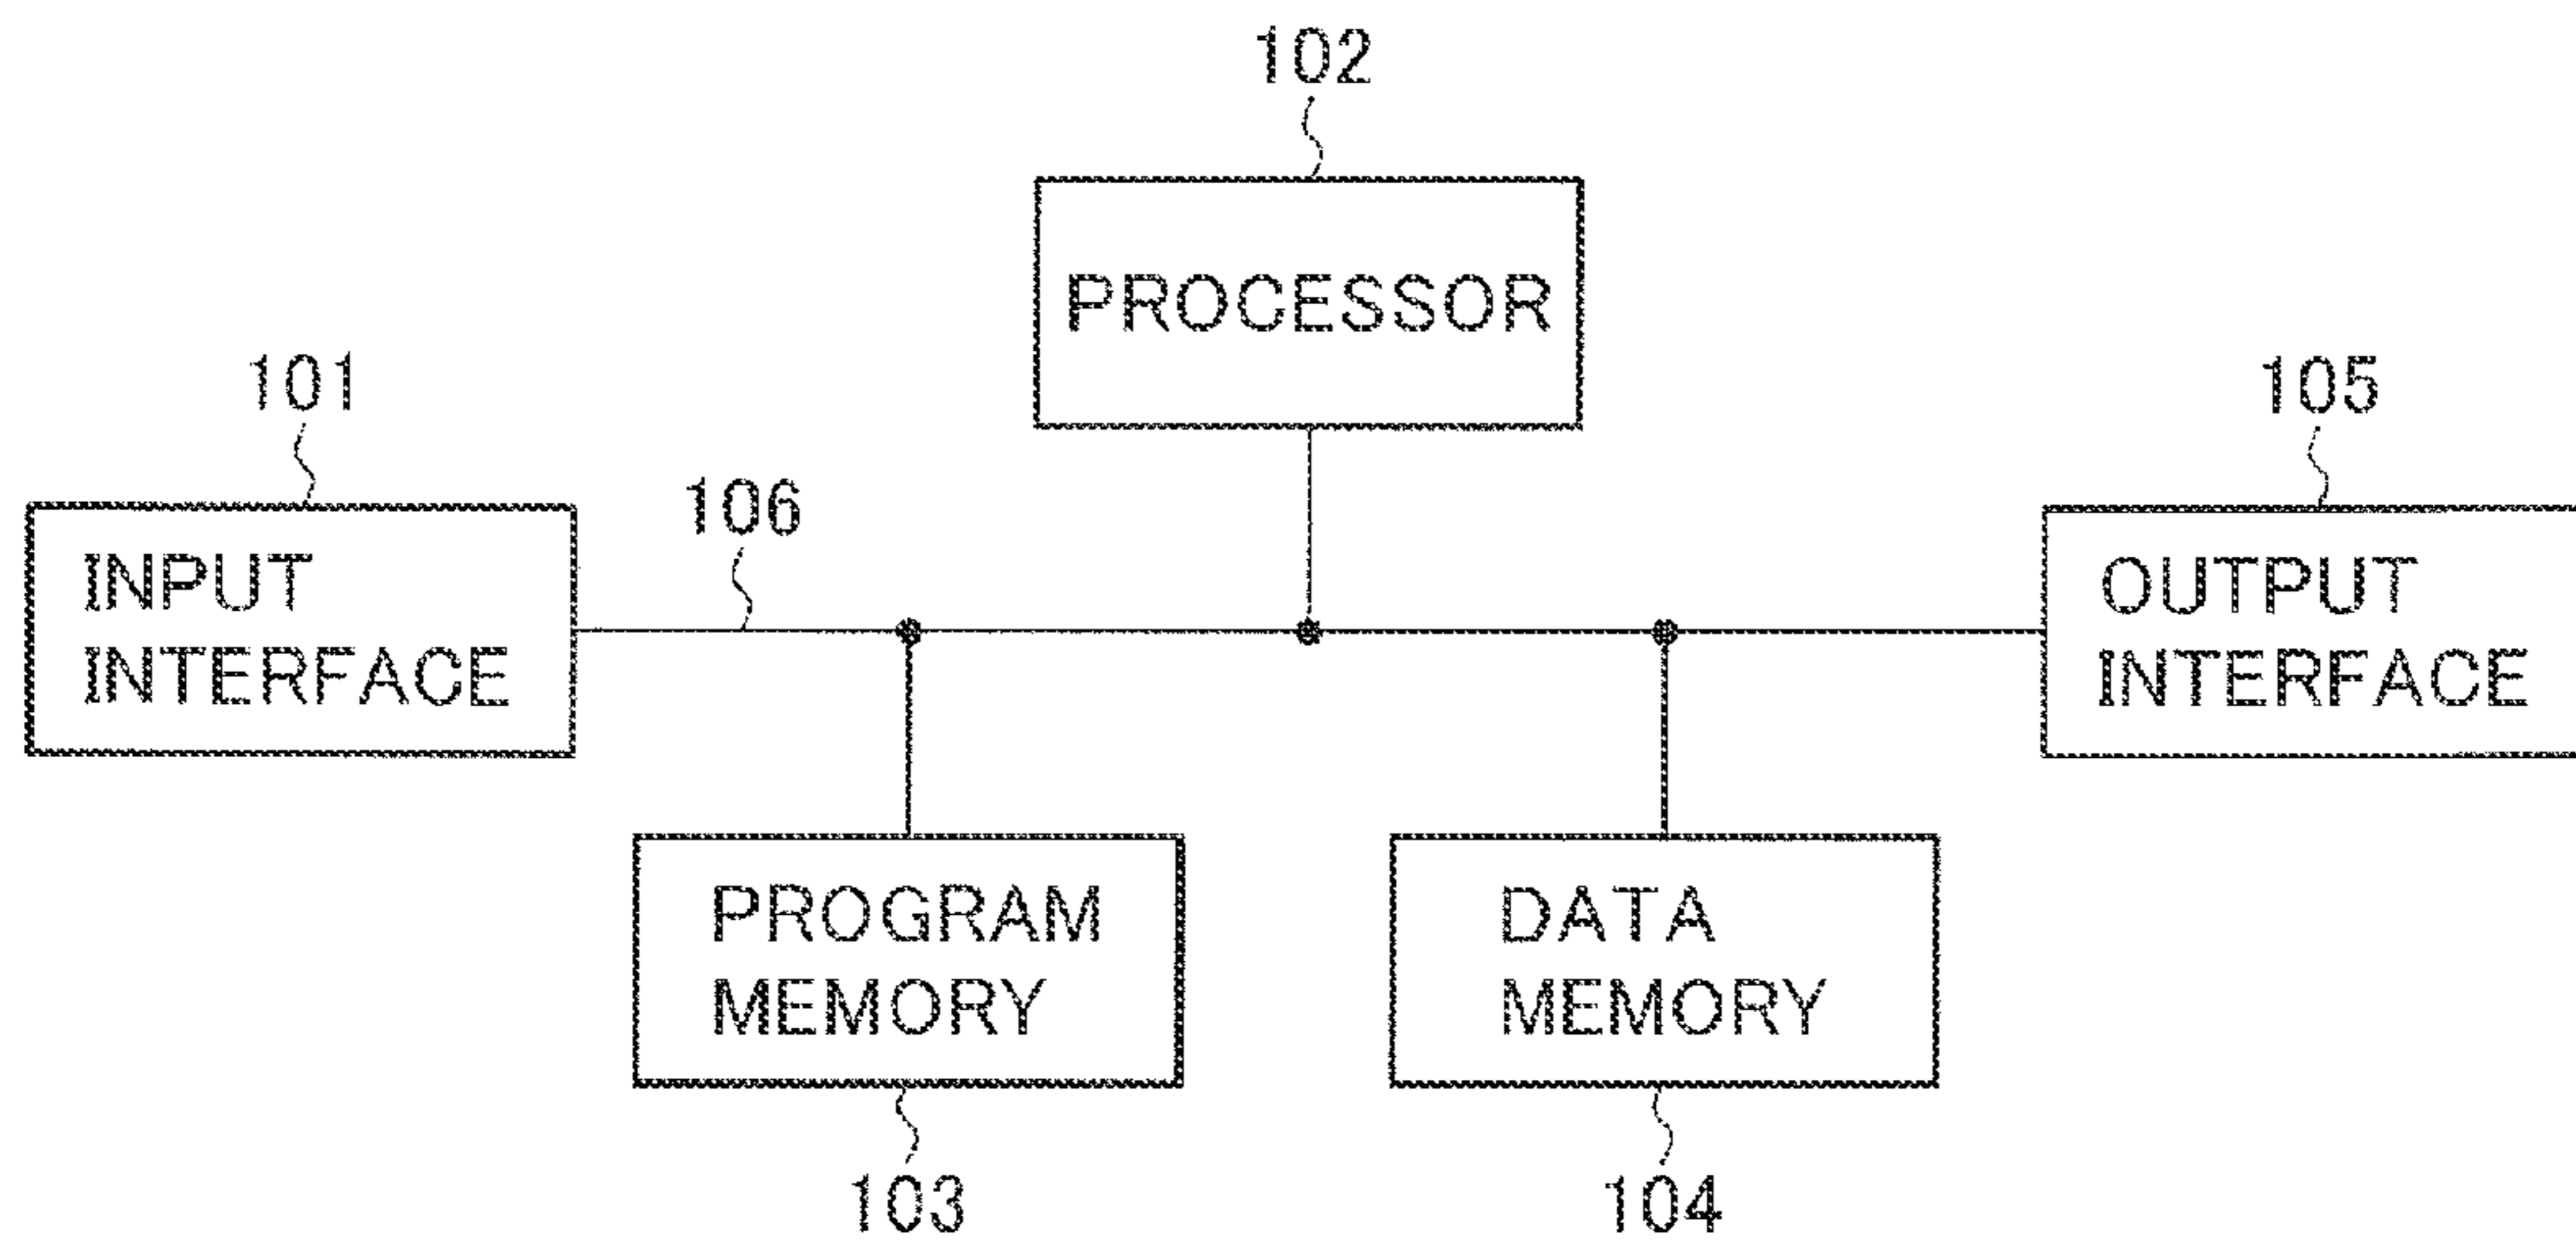 102
PROCESSOR
101
105
106
INPUT
INTERFACE
OUTPUT
INTERFACE
PROGRAM
MEMORY
DATA
MEMORY
103
104